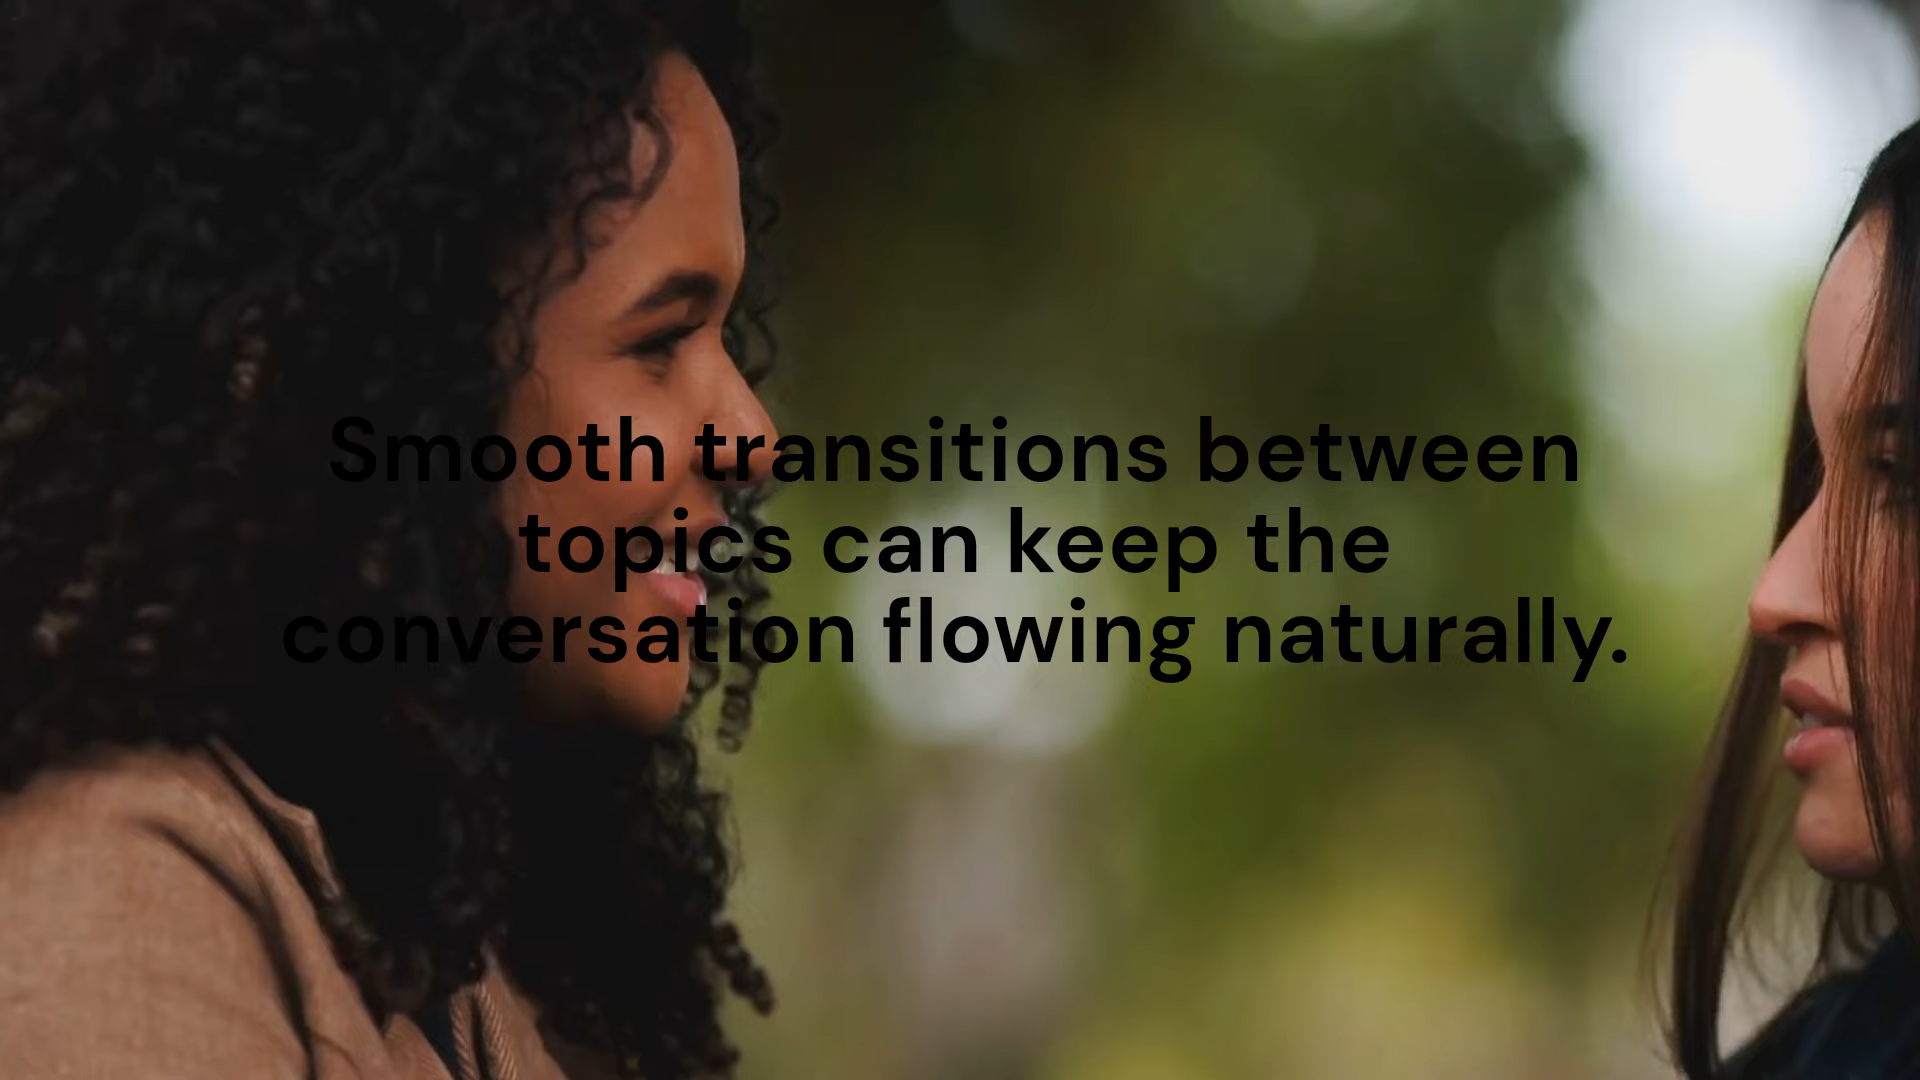 Smooth transitions between
topics can keep the
conversation flowing naturally.